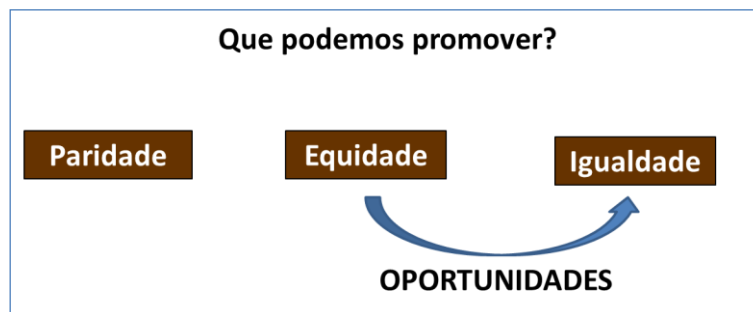 Que podemos promover?
Paridade
Equidade
Igualdade
OPORTUNIDADES